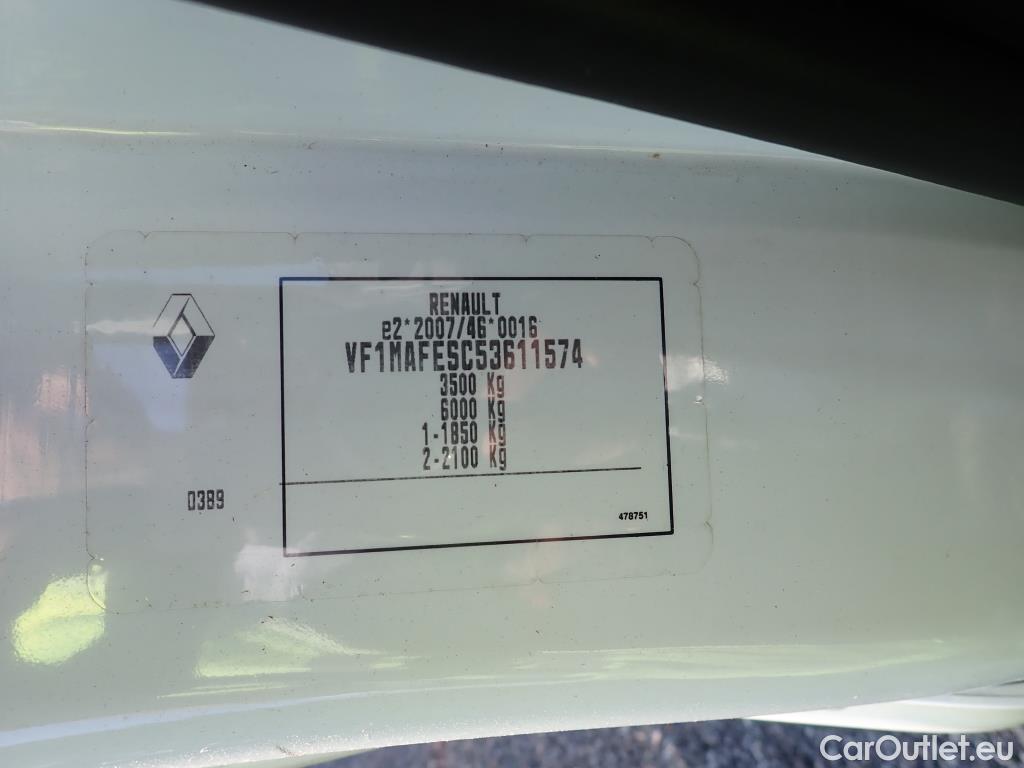 RENAULT
e2*2007/46*0016
VF1MAFESC53611574
3500 Kg
6000 Kg
1-1850 Kg
2-2100 Kg
0389
478751
CarOutlet.eu